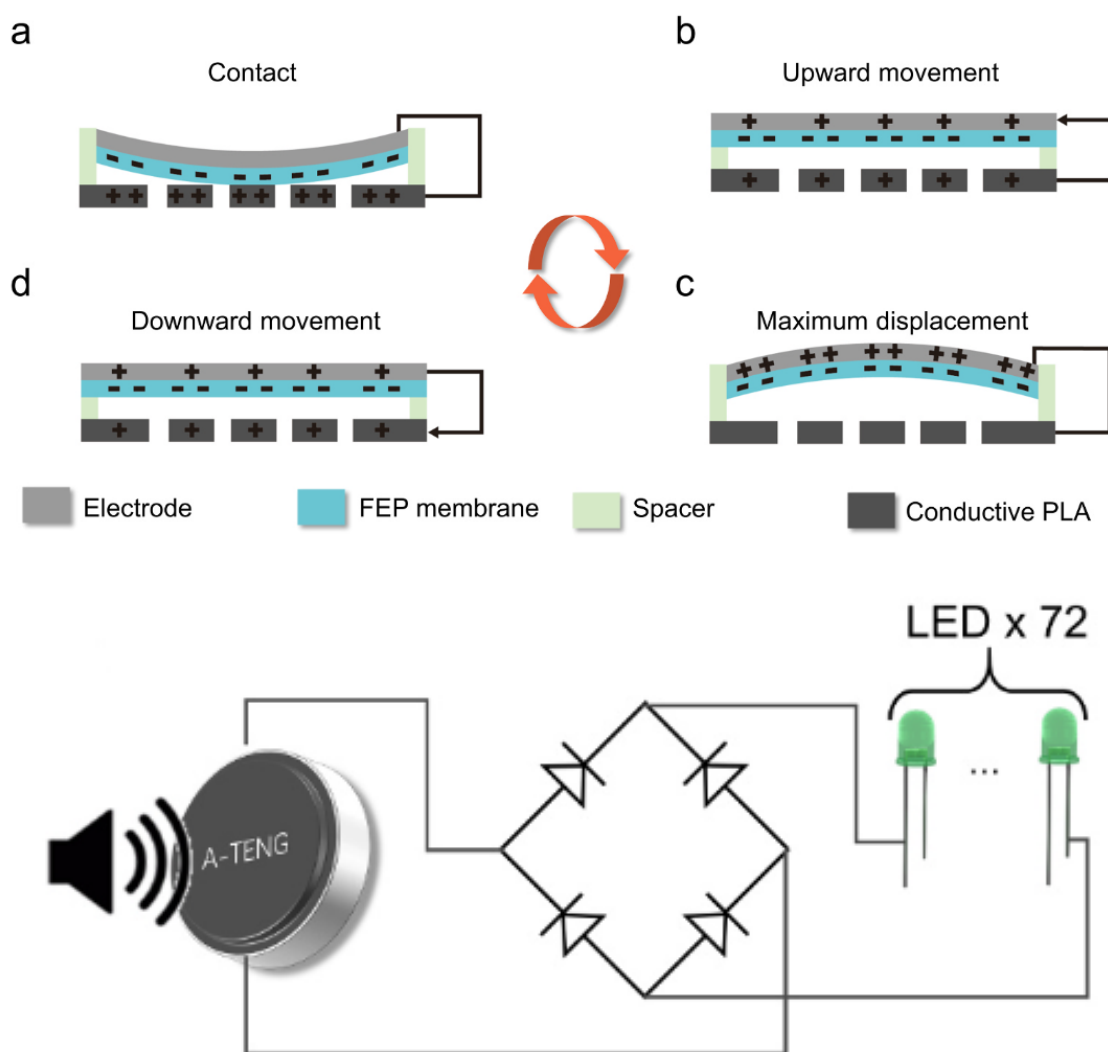 a
Contact
b
Upward movement
d
Downward movement
c
Maximum displacement
Electrode
FEP membrane
Spacer
Conductive PLA
LED x 72
A-TENG
...